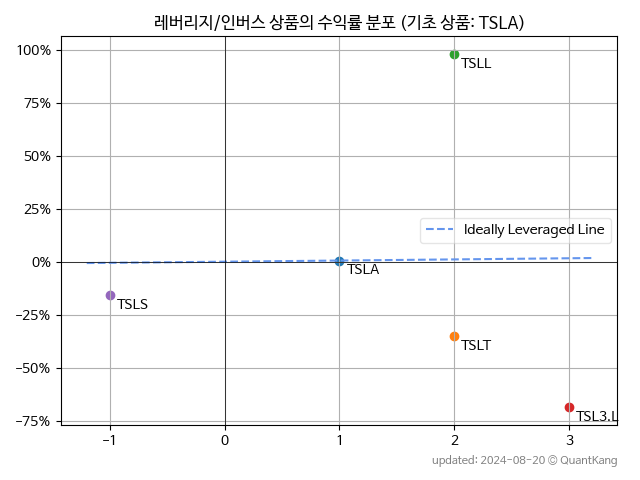 레버리지/인버스 상품의 수익률 분포 (기초 상품: TSLA)
100%
TSLL
75%
50%
25%
Ideally Leveraged Line
0%
TSLA
TSLS
−25%
TSLT
−50%
TSL3.L
−75%
−1 0 1 2 3
updated: 2024-08-20 © QuantKang